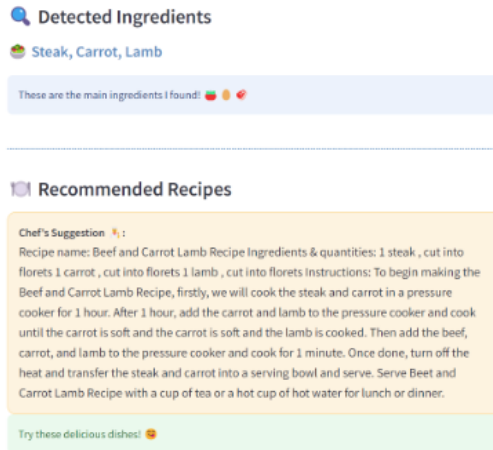 🔍 Detected Ingredients
🥗 Steak, Carrot, Lamb
These are the main ingredients I found! 🍅 🥚 🥩
🍽️ Recommended Recipes
Chef's Suggestion 👨‍🍳 :
Recipe name: Beef and Carrot Lamb Recipe Ingredients & quantities: 1 steak , cut into
florets 1 carrot , cut into florets 1 lamb , cut into florets Instructions: To begin making the
Beef and Carrot Lamb Recipe, firstly, we will cook the steak and carrot in a pressure
cooker for 1 hour. After 1 hour, add the carrot and lamb to the pressure cooker and cook
until the carrot is soft and the carrot is soft and the lamb is cooked. Then add the beef,
carrot, and lamb to the pressure cooker and cook for 1 minute. Once done, turn off the
heat and transfer the steak and carrot into a serving bowl and serve. Serve Beet and
Carrot Lamb Recipe with a cup of tea or a hot cup of hot water for lunch or dinner.
Try these delicious dishes! 😋